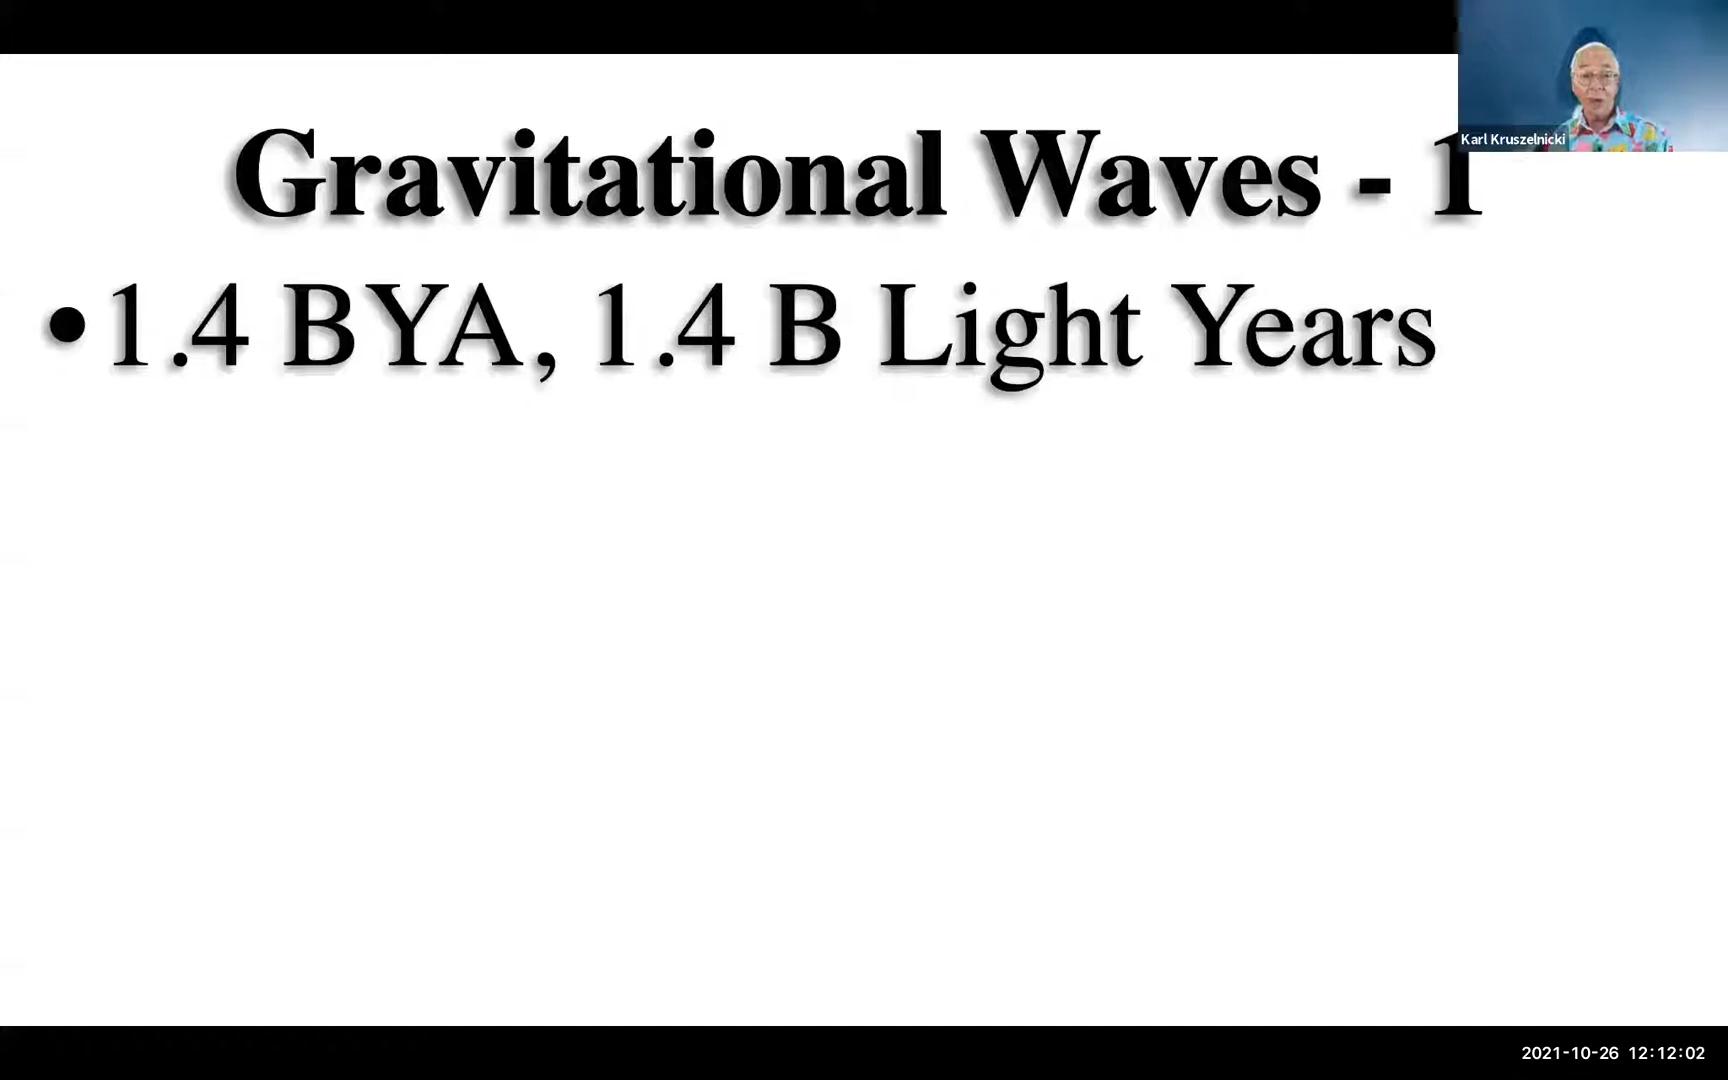 Karl Kruszelnicki
Gravitational Waves - 1
•1.4 BYA, 1.4 B Light Years
2021-10-26 12:12:02